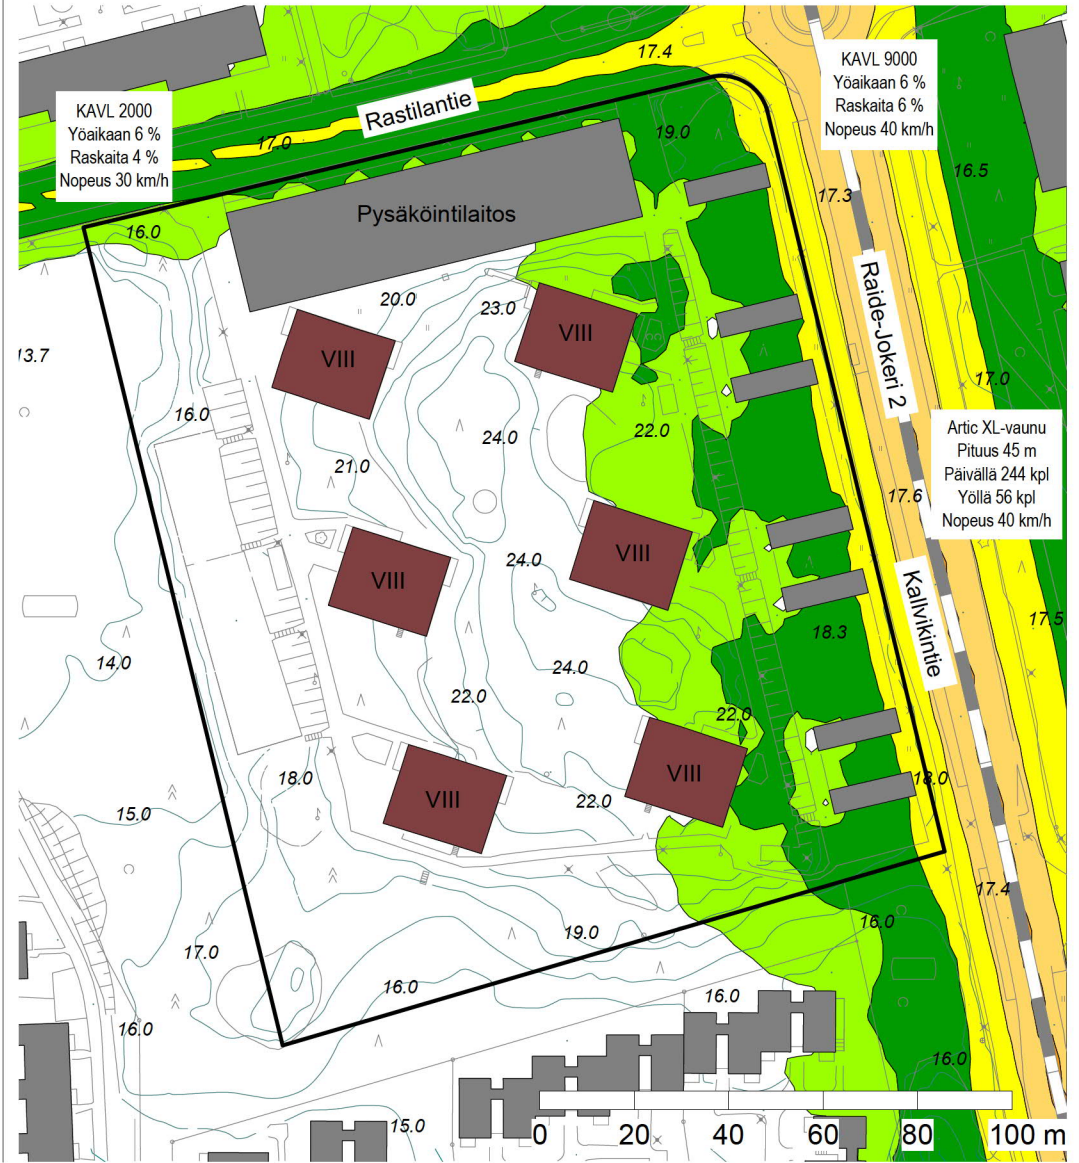 17.4
KAVL 9000
Yöaikaan 6 %
Raskaita 6 %
Nopeus 40 km/h
KAVL 2000
Yöaikaan 6 %
Raskaita 4 %
Nopeus 30 km/h
Rastilantie
17.0
19.0
16.5
17.3
Pysäköintilaitos
16.0
20.0
23.0
Raide-Jokeri 2
13.7
VIII
VIII
17.0
16.0
24.0
22.0
Artic XL-vaunu
Pituus 45 m
Päivällä 244 kpl
Yöllä 56 kpl
Nopeus 40 km/h
21.0
17.6
VIII
VIII
24.0
Kallvikintie
17.5
18.3
14.0
24.0
22.0
22.0
VIII
VIII
18.0
18.0
22.0
15.0
17.4
16.0
19.0
17.0
16.0
16.0
16.0
16.0
15.0
0 20 40 60 80 100 m